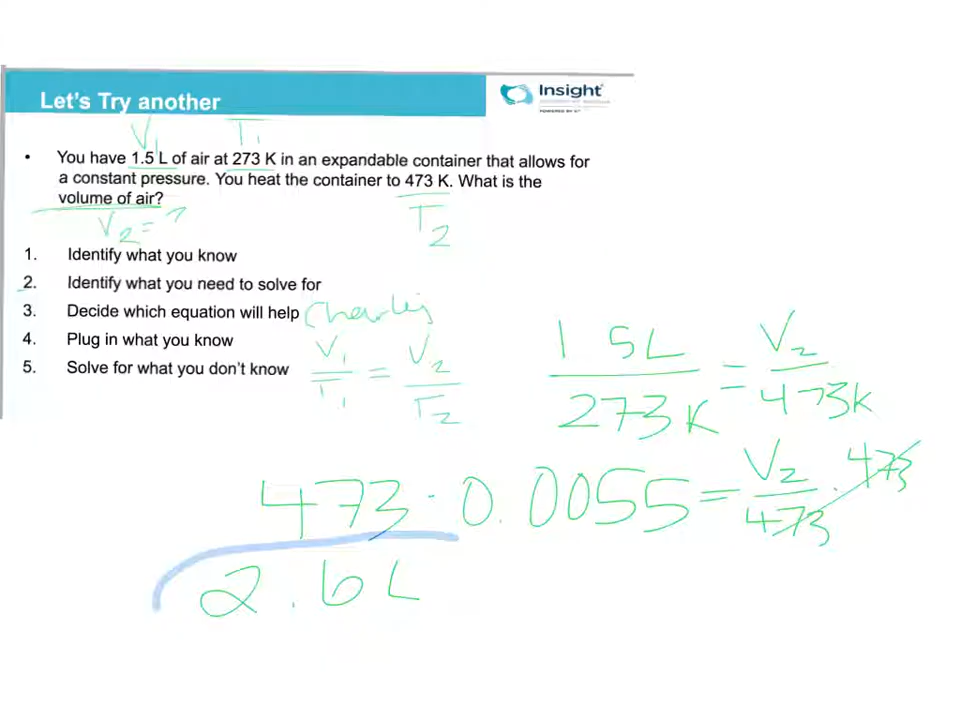 Let's Try another
Insight
V1 T1
• You have 1.5 L of air at 273 K in an expandable container that allows for
a constant pressure. You heat the container to 473 K. What is the
volume of air?
V2 = ? T2
1. Identify what you know
2. Identify what you need to solve for
3. Decide which equation will help Charles
4. Plug in what you know
5. Solve for what you don't know
V1/T1 = V2/T2
1 5L/273K = V2/473K
473 · 0.0055 = V2/473 · 473
2.6L